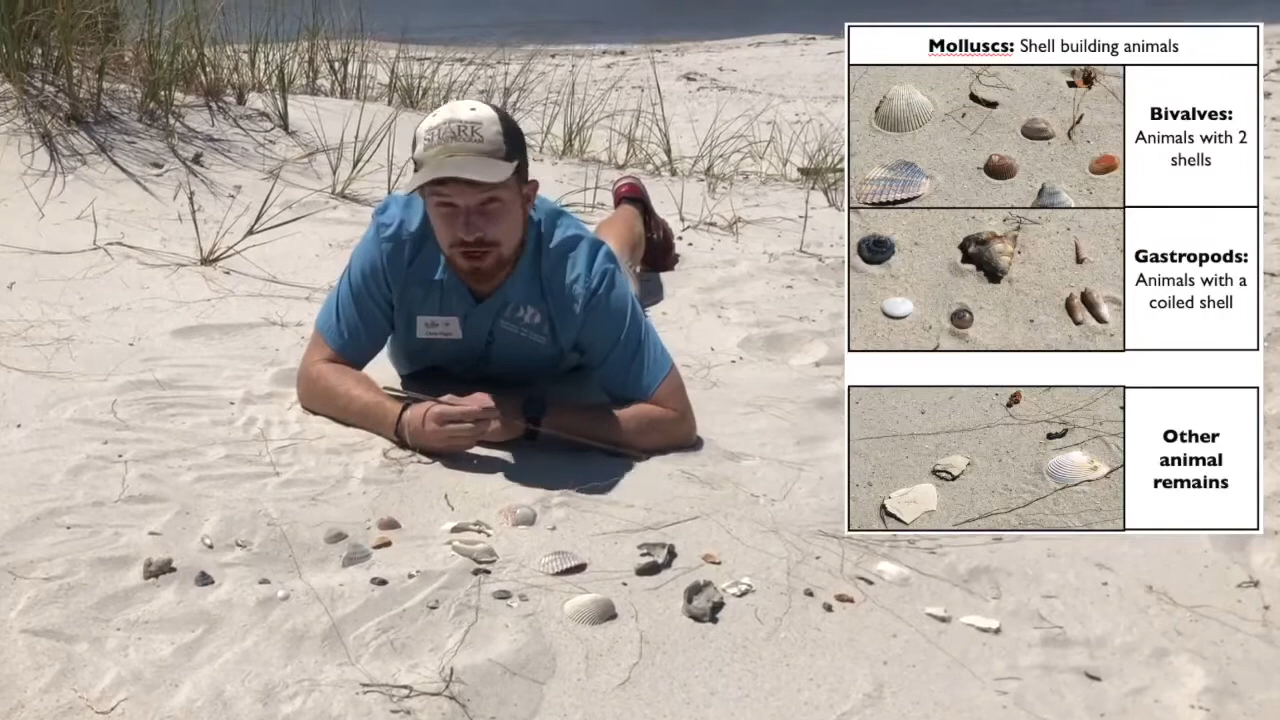 SHARK
Molluscs: Shell building animals
Bivalves:
Animals with 2
shells
Gastropods:
Animals with a
coiled shell
Other
animal
remains